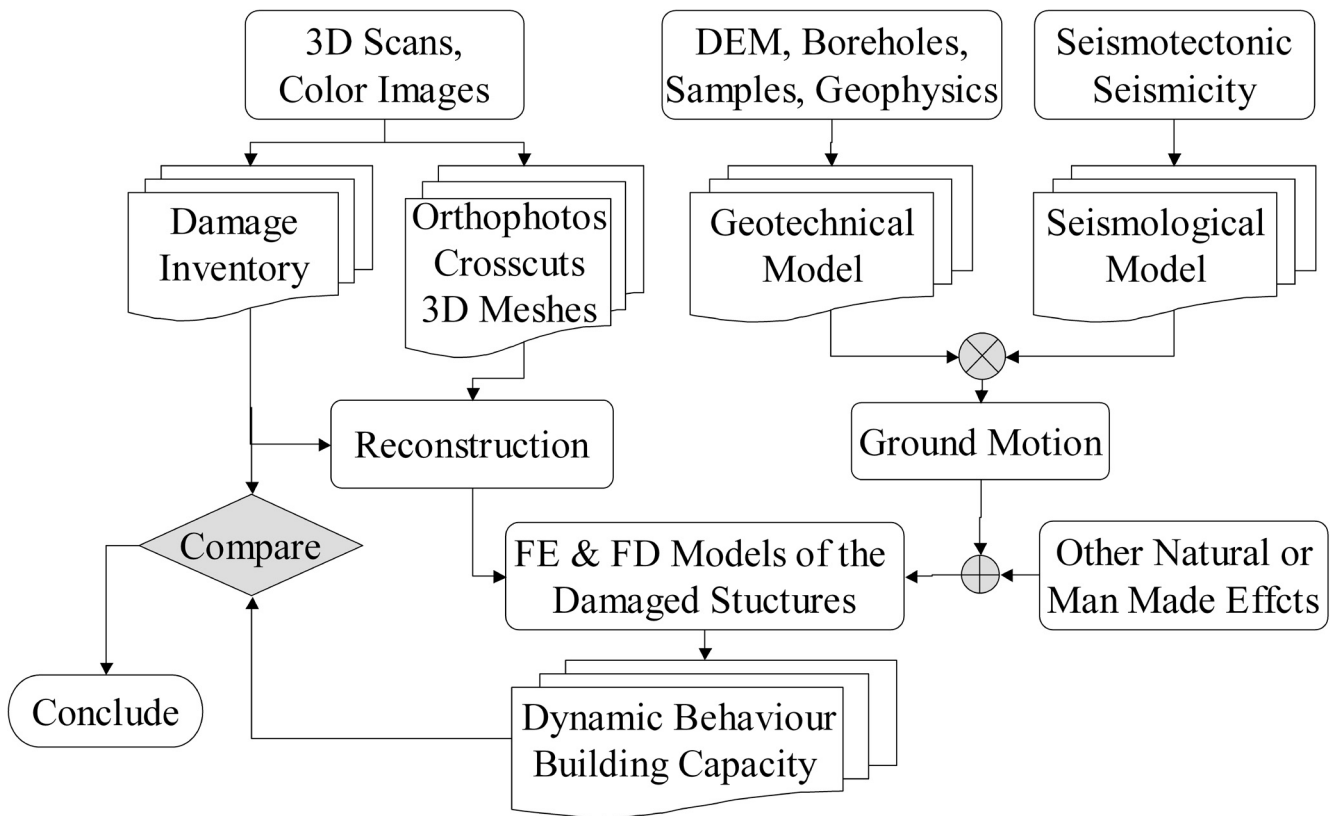 3D Scans,
Color Images
DEM, Boreholes,
Samples, Geophysics
Seismotectonic
Seismicity
Damage
Inventory
Orthophotos
Crosscuts
3D Meshes
Geotechnical
Model
Seismological
Model
Reconstruction
Ground Motion
Compare
FE & FD Models of the
Damaged Stuctures
Other Natural or
Man Made Effcts
Conclude
Dynamic Behaviour
Building Capacity